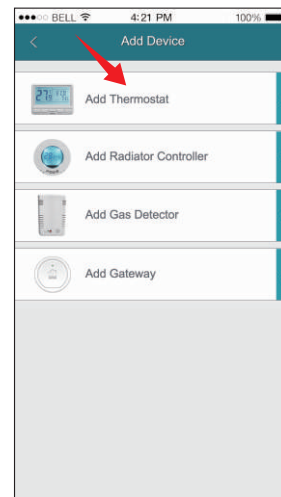 BELL 4:21 PM 100%
Add Device
Add Thermostat
Add Radiator Controller
Add Gas Detector
Add Gateway